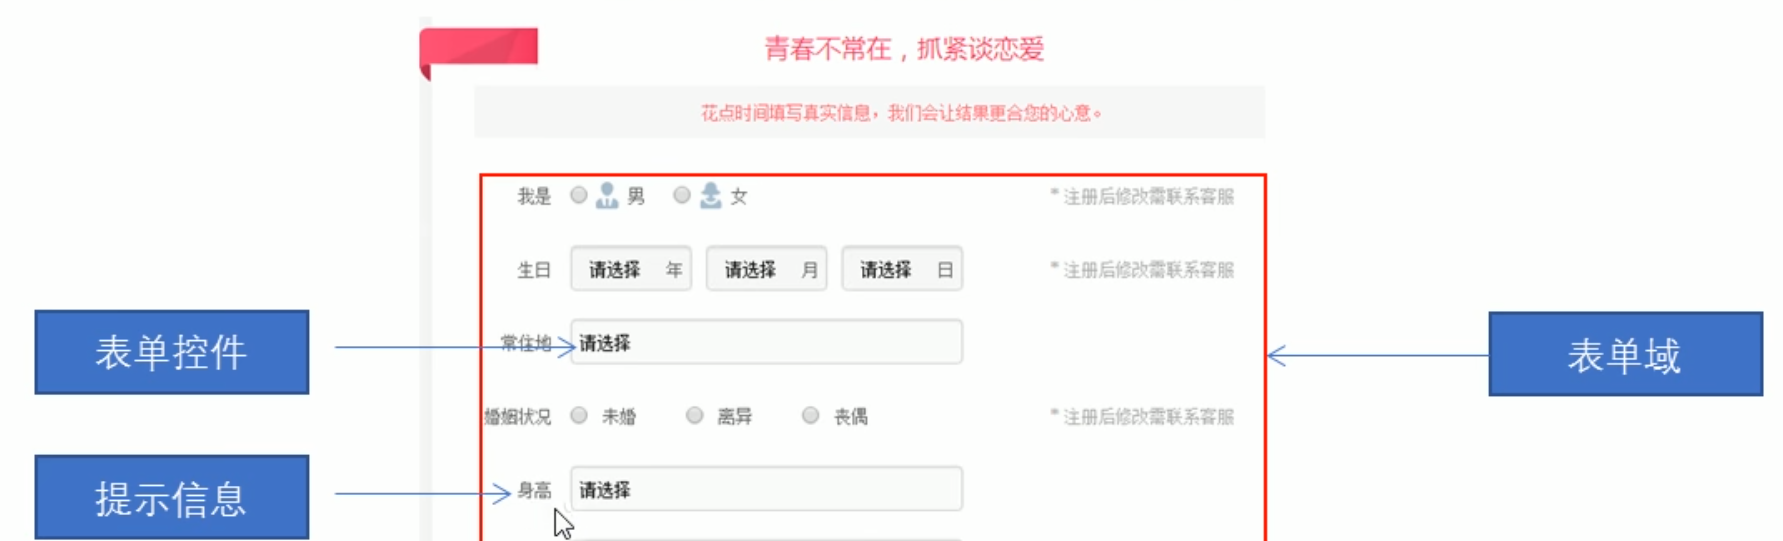 青春不常在，抓紧谈恋爱
花点时间填写真实信息，我们会让结果更合您的心意。
我是 男 女 * 注册后修改需联系客服
生日 请选择 年 请选择 月 请选择 日 * 注册后修改需联系客服
表单控件 常住地 请选择 表单域
婚姻状况 未婚 离异 丧偶 * 注册后修改需联系客服
提示信息 身高 请选择